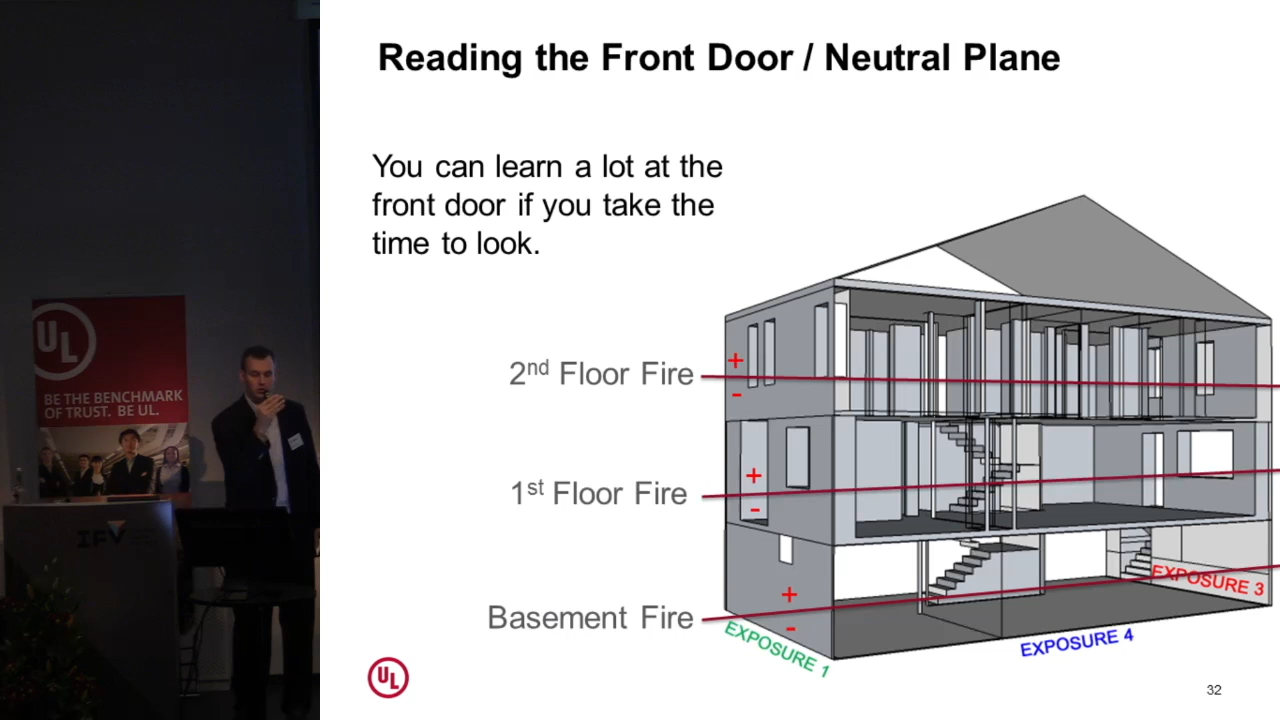 Reading the Front Door / Neutral Plane
You can learn a lot at the
front door if you take the
time to look.
2nd Floor Fire
1st Floor Fire
Basement Fire
+
-
+
-
+
-
EXPOSURE 1
EXPOSURE 4
EXPOSURE 3
UL
32
UL
BE THE BENCHMARK
OF TRUST. BE UL.
IFV